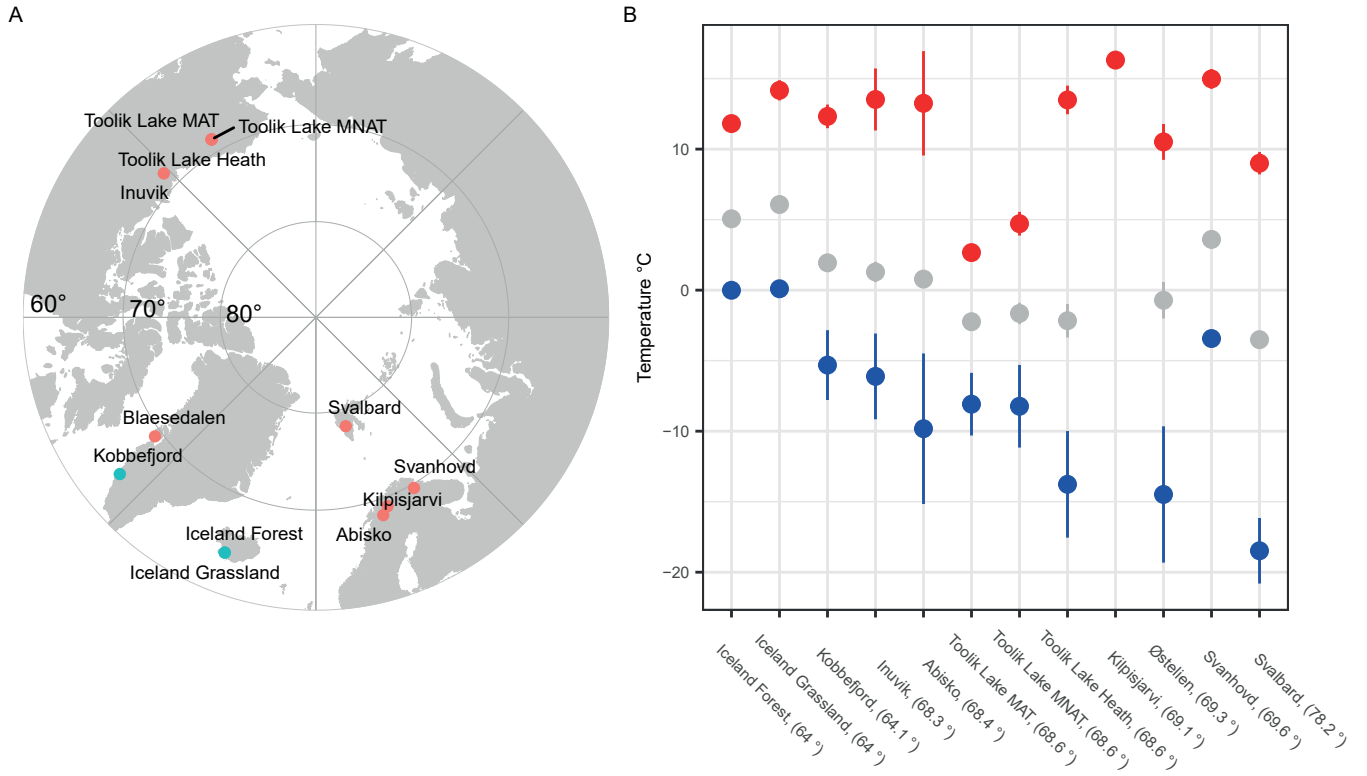 A
Toolik Lake MAT
Toolik Lake MNAT
Toolik Lake Heath
Inuvik
60°
70°
80°
Blaesedalen
Svalbard
Kobbefjord
Svanhovd
Kilpisjarvi
Iceland Forest
Abisko
Iceland Grassland
B
Temperature °C
10
0
−10
−20
Iceland Forest, (64 °)
Iceland Grassland, (64 °)
Kobbefjord, (64.1 °)
Inuvik, (68.3 °)
Abisko, (68.4 °)
Toolik Lake MAT, (68.6 °)
Toolik Lake MNAT, (68.6 °)
Toolik Lake Heath, (68.6 °)
Kilpisjarvi, (69.1 °)
Østelien, (69.3 °)
Svanhovd, (69.6 °)
Svalbard, (78.2 °)